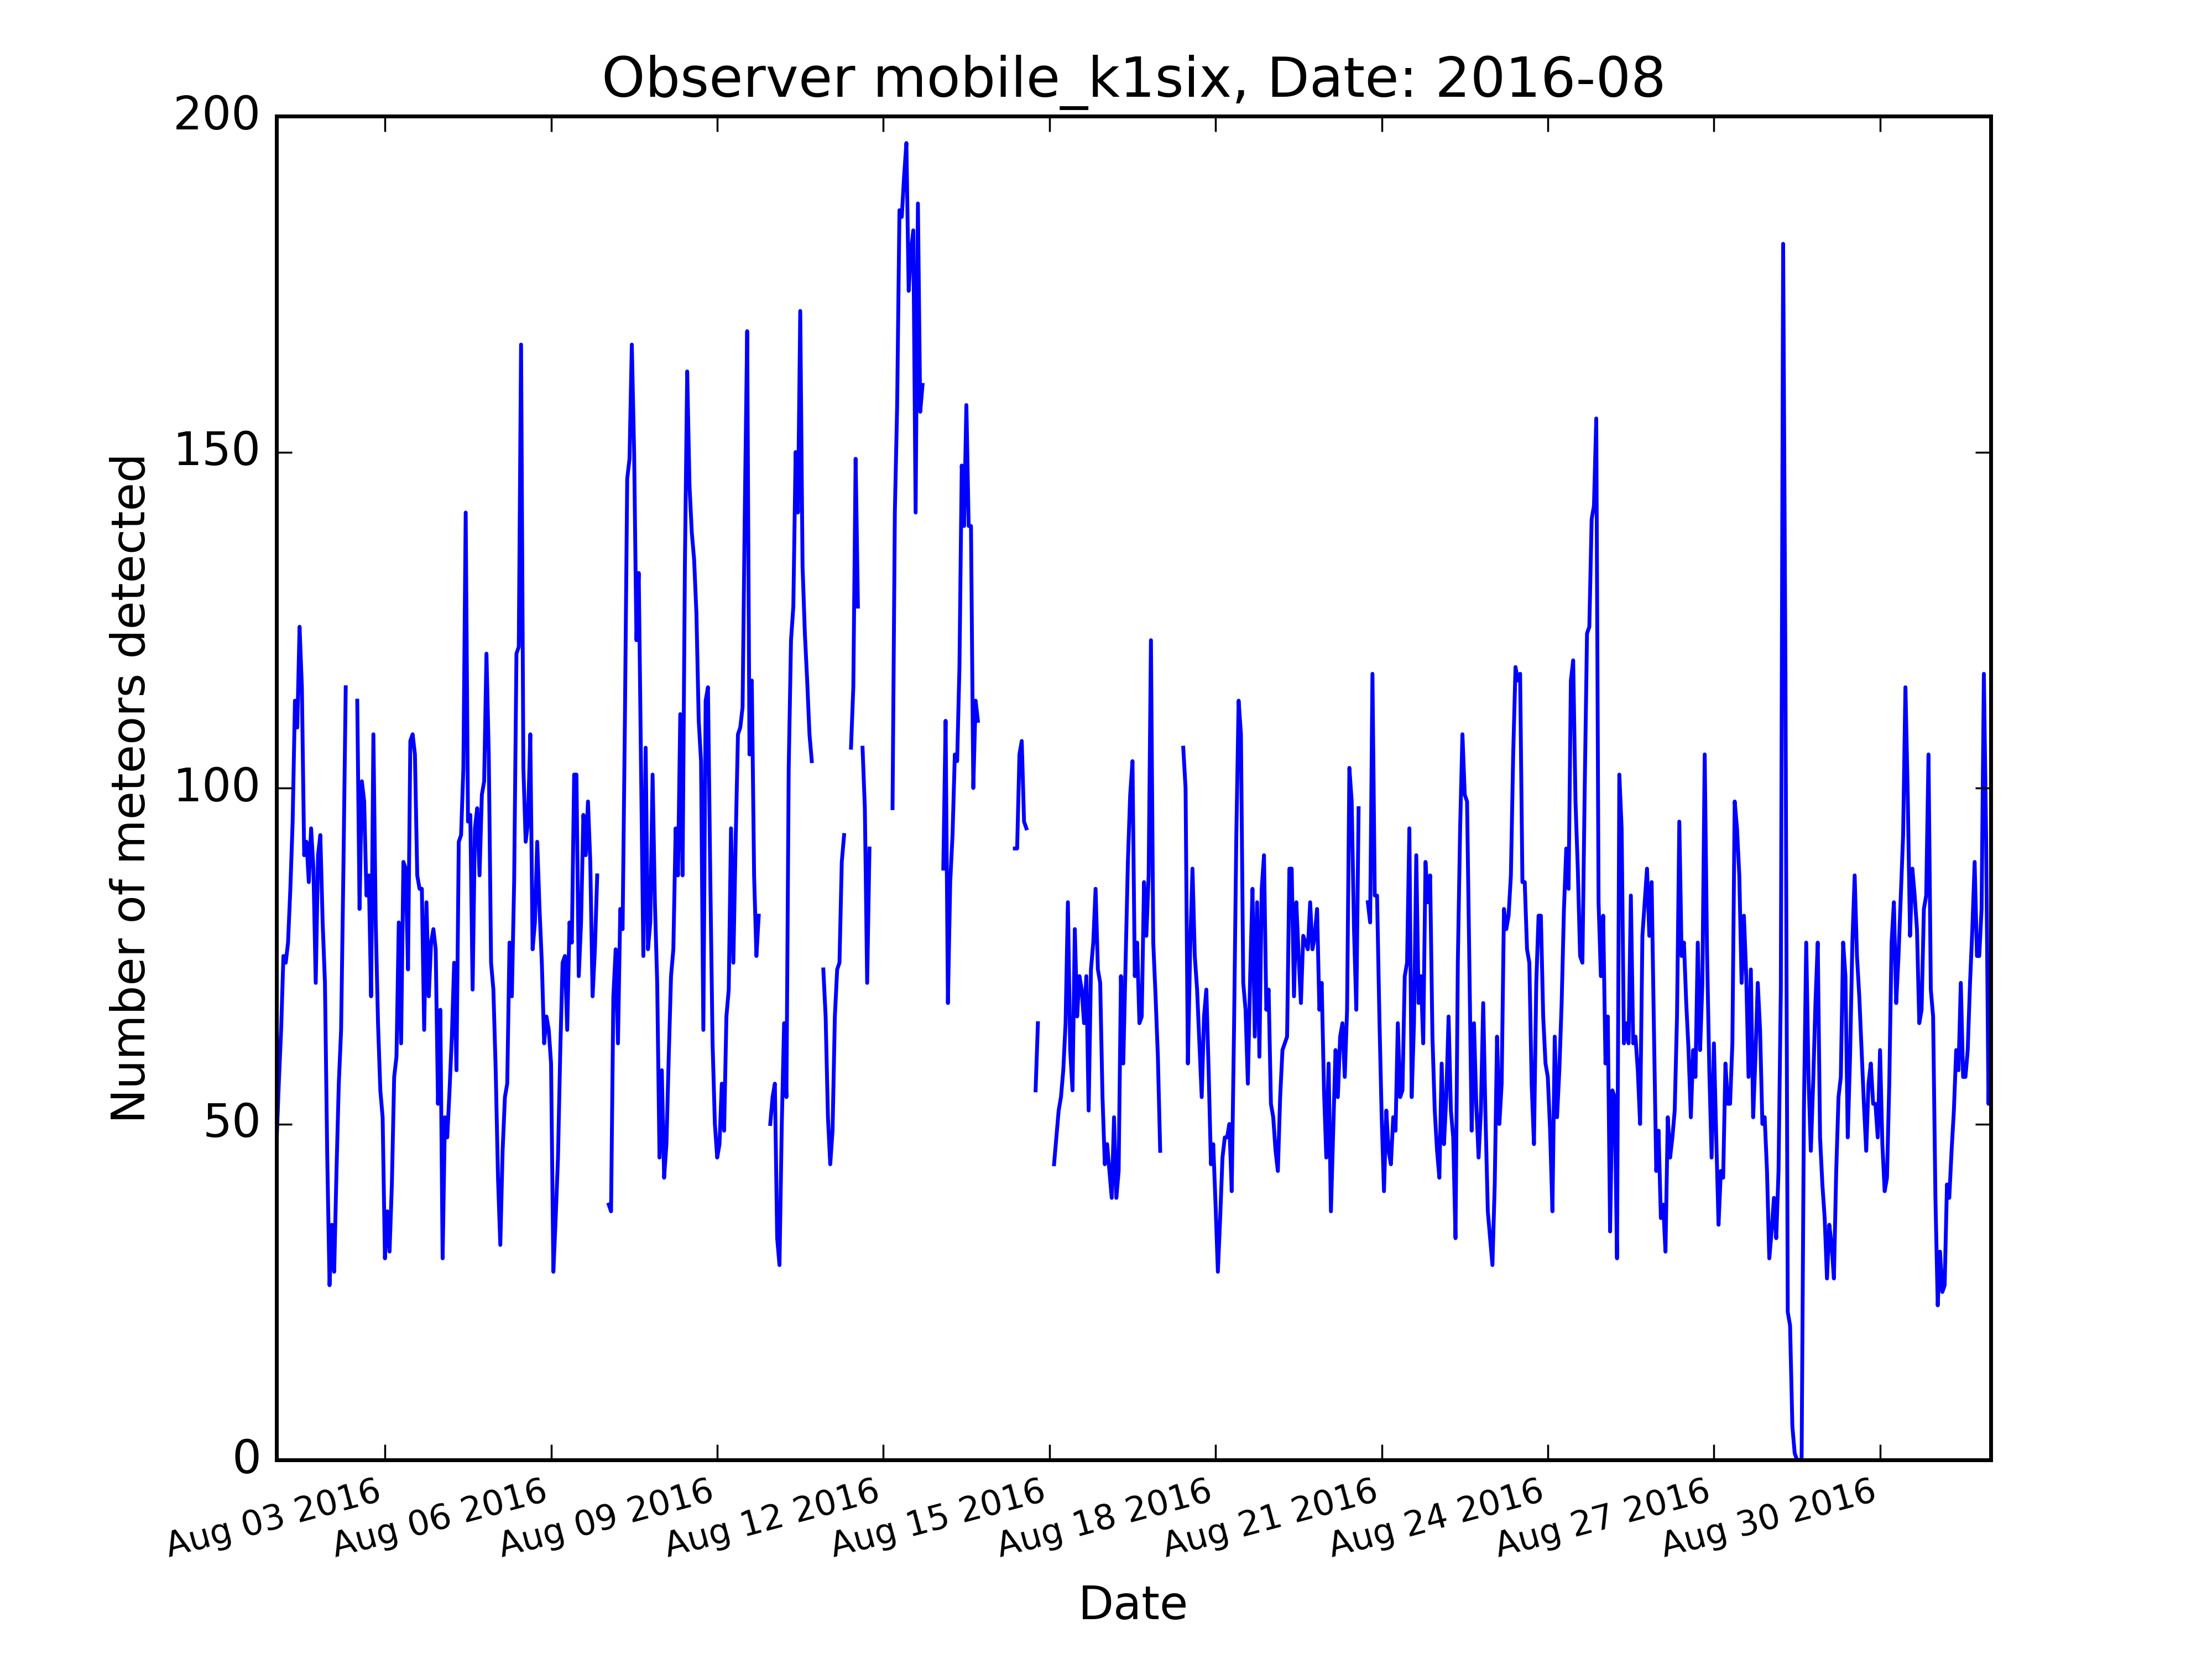 Observer mobile_k1six, Date: 2016-08
200
150
100
50
0
Number of meteors detected
Aug 03 2016
Aug 06 2016
Aug 09 2016
Aug 12 2016
Aug 15 2016
Aug 18 2016
Aug 21 2016
Aug 24 2016
Aug 27 2016
Aug 30 2016
Date